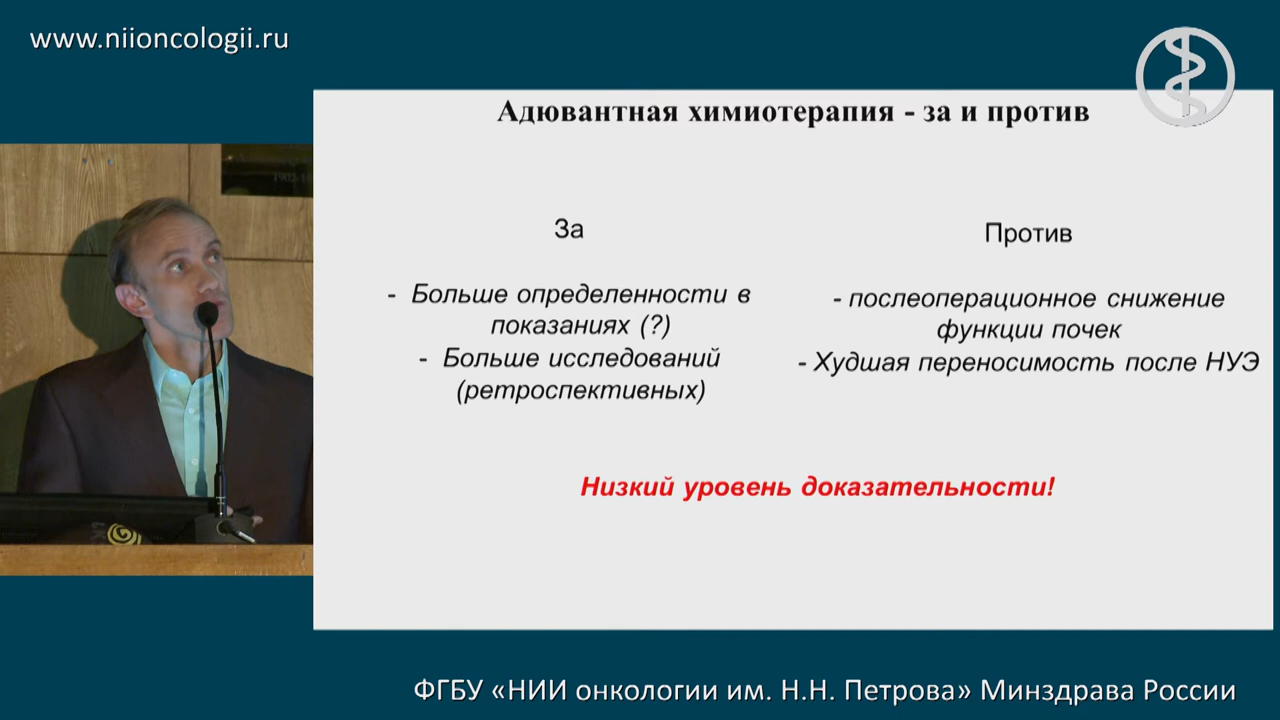 www.niioncologii.ru
Адювантная химиотерапия - за и против
За
Против
- Больше определенности в
показаниях (?)
- Больше исследований
(ретроспективных)
- послеоперационное снижение
функции почек
- Худшая переносимость после НУЭ
Низкий уровень доказательности!
ФГБУ «НИИ онкологии им. Н.Н. Петрова» Минздрава России